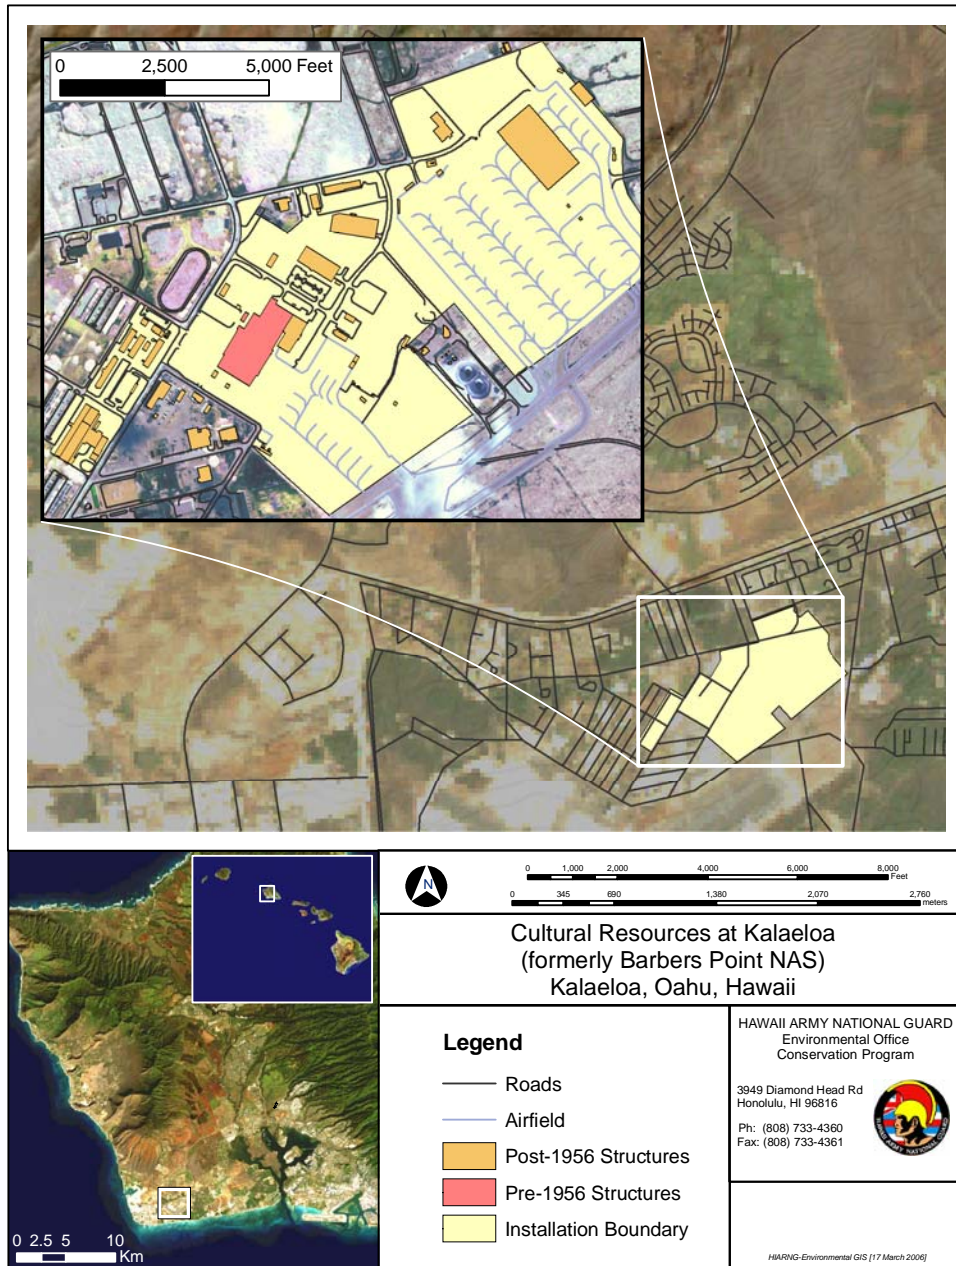 0 2,500 5,000 Feet
N
0 1,000 2,000 4,000 6,000 8,000
Feet
0 345 690 1,380 2,070 2,760
meters
Cultural Resources at Kalaeloa
(formerly Barbers Point NAS)
Kalaeloa, Oahu, Hawaii
Legend
Roads
Airfield
Post-1956 Structures
Pre-1956 Structures
Installation Boundary
HAWAII ARMY NATIONAL GUARD
Environmental Office
Conservation Program
3949 Diamond Head Rd
Honolulu, HI 96816
Ph: (808) 733-4360
Fax: (808) 733-4361
HAWAII ARMY NATIONAL GUARD
HIARNG-Environmental GIS [17 March 2006]
0 2.5 5 10
Km